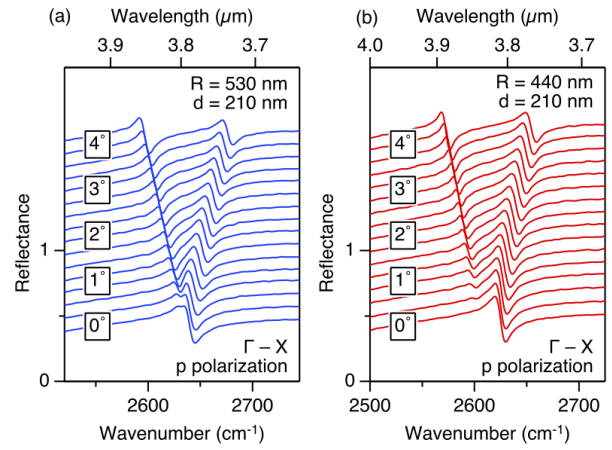 (a)
Wavelength (μm)
3.9 3.8 3.7
R = 530 nm
d = 210 nm
4°
3°
2°
1°
0°
Reflectance
1
0
Γ – X
p polarization
2600 2700
Wavenumber (cm-1)
(b)
Wavelength (μm)
4.0 3.9 3.8 3.7
R = 440 nm
d = 210 nm
4°
3°
2°
1°
0°
Reflectance
1
0
Γ – X
p polarization
2500 2600 2700
Wavenumber (cm-1)